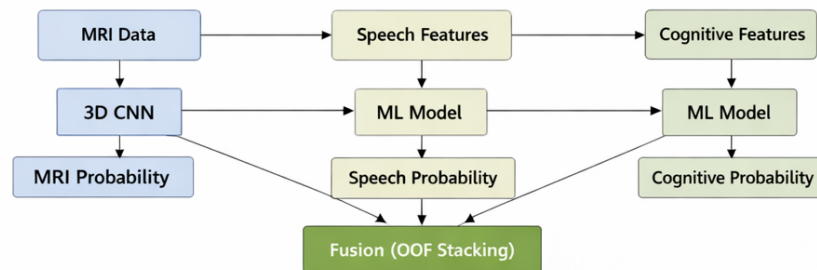 MRI Data
Speech Features
Cognitive Features
3D CNN
ML Model
ML Model
MRI Probability
Speech Probability
Cognitive Probability
Fusion (OOF Stacking)